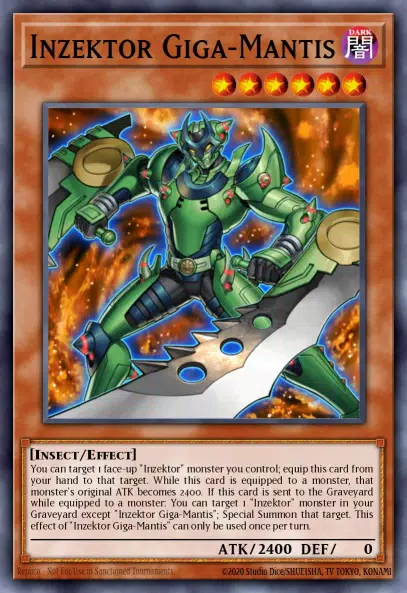 INZEKTOR GIGA-MANTIS
DARK
闇
[INSECT/EFFECT]
You can target 1 face-up "Inzektor" monster you control; equip this card from
your hand to that target. While this card is equipped to a monster, that
monster's original ATK becomes 2400. If this card is sent to the Graveyard
while equipped to a monster: You can target 1 "Inzektor" monster in your
Graveyard except "Inzektor Giga-Mantis"; Special Summon that target. This
effect of "Inzektor Giga-Mantis" can only be used once per turn.
ATK/2400 DEF/ 0
Replica - Not For Use in Sanctioned Tournaments
©2020 Studio Dice/SHUEISHA, TV TOKYO, KONAMI